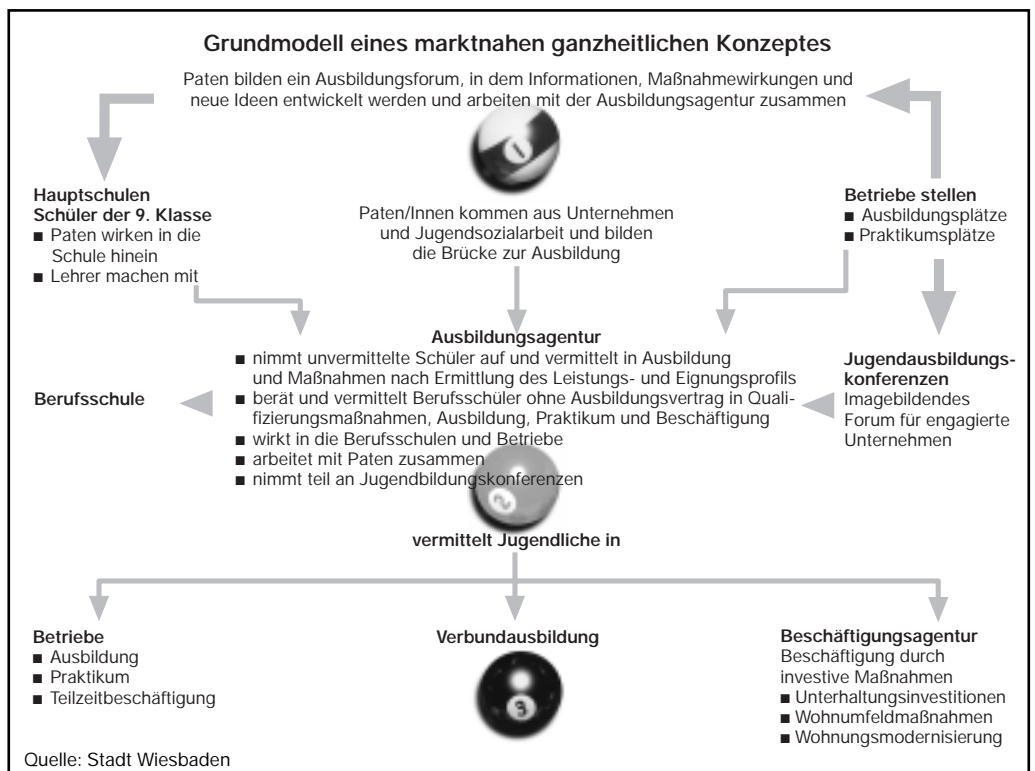 Grundmodell eines marktnahen ganzheitlichen Konzeptes
Paten bilden ein Ausbildungsforum, in dem Informationen, Maßnahmewirkungen und
neue Ideen entwickelt werden und arbeiten mit der Ausbildungsagentur zusammen
1
Hauptschulen
Schüler der 9. Klasse
■ Paten wirken in die
Schule hinein
■ Lehrer machen mit
Paten/Innen kommen aus Unternehmen
und Jugendsozialarbeit und bilden
die Brücke zur Ausbildung
Betriebe stellen
■ Ausbildungsplätze
■ Praktikumsplätze
Ausbildungsagentur
■ nimmt unvermittelte Schüler auf und vermittelt in Ausbildung
und Maßnahmen nach Ermittlung des Leistungs- und Eignungsprofils
■ berät und vermittelt Berufsschüler ohne Ausbildungsvertrag in Quali-
fizierungsmaßnahmen, Ausbildung, Praktikum und Beschäftigung
■ wirkt in die Berufsschulen und Betriebe
■ arbeitet mit Paten zusammen
■ nimmt teil an Jugendbildungskonferenzen
Berufsschule
Jugendausbildungs-
konferenzen
Imagebildendes
Forum für engagierte
Unternehmen
2
vermittelt Jugendliche in
Betriebe
■ Ausbildung
■ Praktikum
■ Teilzeitbeschäftigung
Verbundausbildung
3
Beschäftigungsagentur
Beschäftigung durch
investive Maßnahmen
■ Unterhaltungsinvestitionen
■ Wohnumfeldmaßnahmen
■ Wohnungsmodernisierung
Quelle: Stadt Wiesbaden